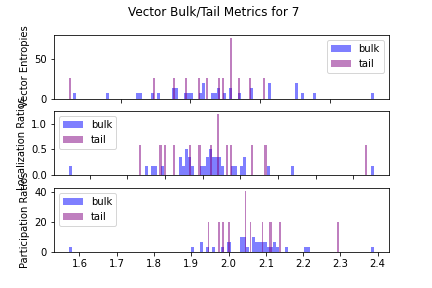 Vector Bulk/Tail Metrics for 7
Vector Entropies
50
0
bulk
tail
Localization Ratios
1.0
0.5
0.0
bulk
tail
Participation Ratios
40
20
0
bulk
tail
1.6 1.7 1.8 1.9 2.0 2.1 2.2 2.3 2.4